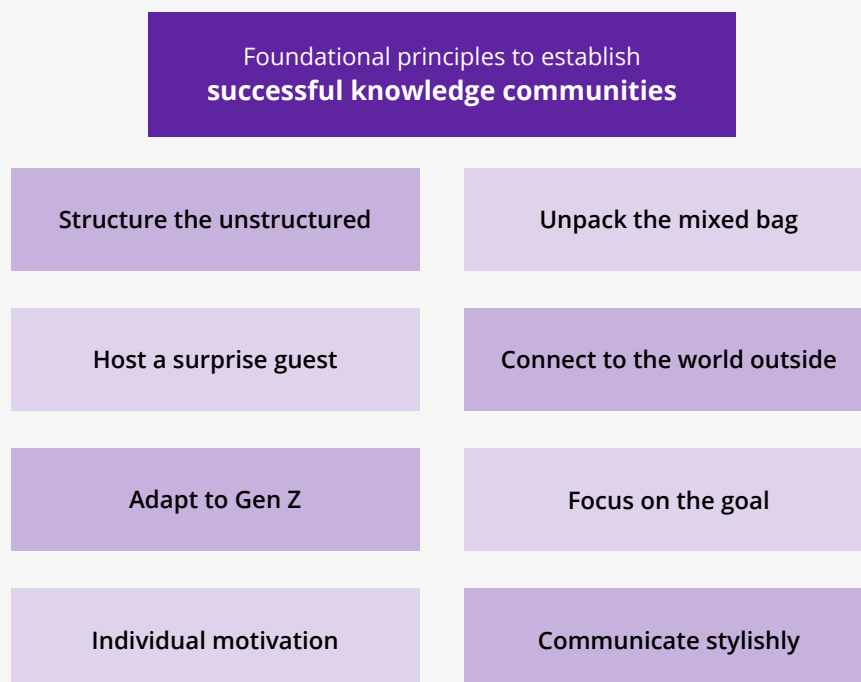 Foundational principles to establish
successful knowledge communities
Structure the unstructured
Unpack the mixed bag
Host a surprise guest
Connect to the world outside
Adapt to Gen Z
Focus on the goal
Individual motivation
Communicate stylishly